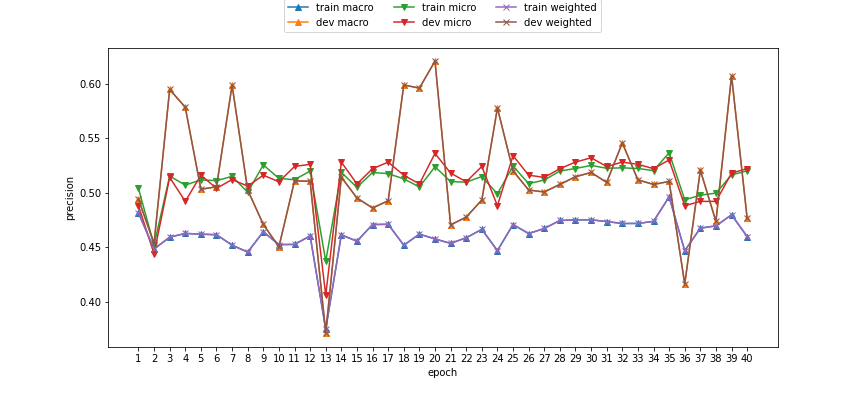 train macro train micro train weighted
dev macro dev micro dev weighted
0.60
0.55
0.50
0.45
0.40
precision
1 2 3 4 5 6 7 8 9 10 11 12 13 14 15 16 17 18 19 20 21 22 23 24 25 26 27 28 29 30 31 32 33 34 35 36 37 38 39 40
epoch